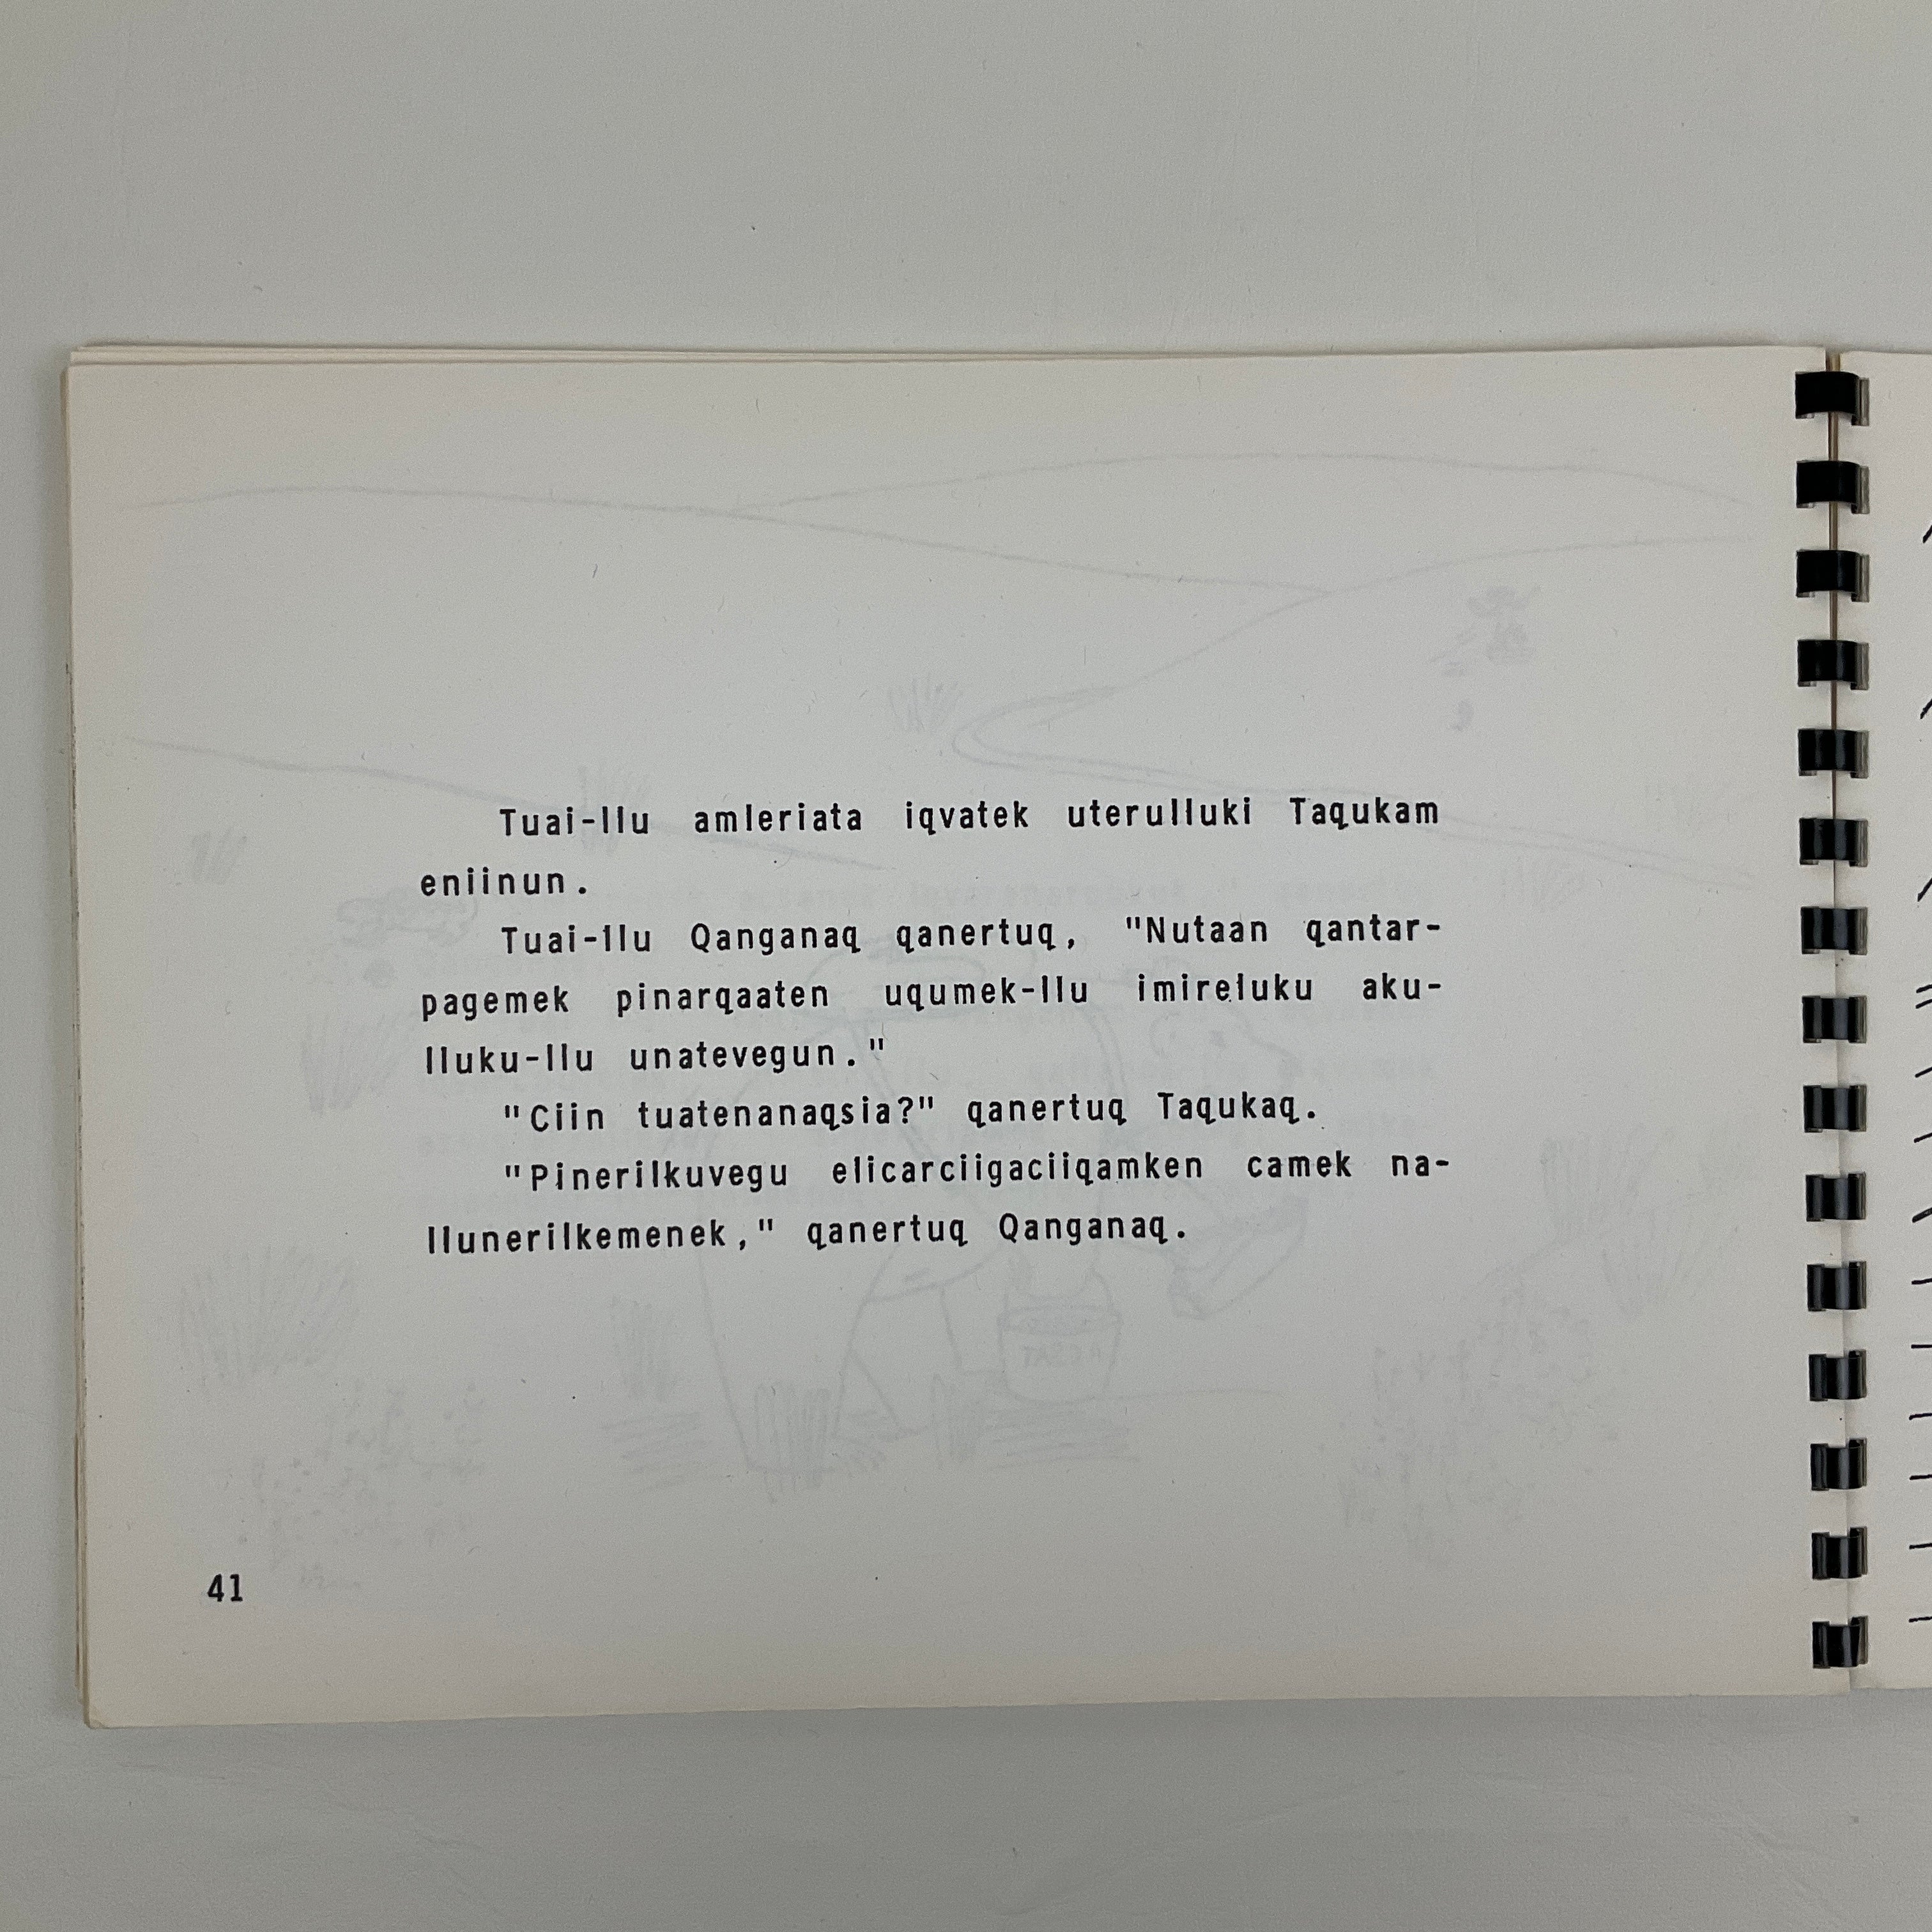 Tuai-llu amleriata iqvatek uterulluki Taqukam
eniinun.
Tuai-llu Qanganaq qanertuq, "Nutaan qantar-
pagemek pinarqaaten uqumek-llu imireluku aku-
lluku-llu unatevegun."
"Ciin tuatenanaqsia?" qanertuq Taqukaq.
"Pinerilkuvegu elicarciigaciiqamken camek na-
llunerilkemenek," qanertuq Qanganaq.
41